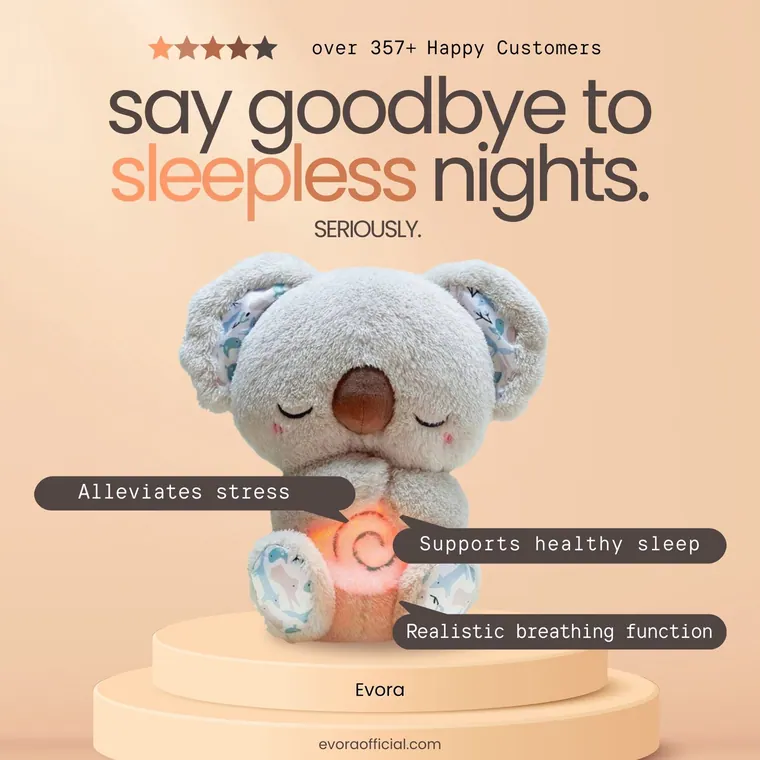 over 357+ Happy Customers
say goodbye to
sleepless nights.
SERIOUSLY.
Alleviates stress
Supports healthy sleep
Realistic breathing function
Evora
evoraofficial.com